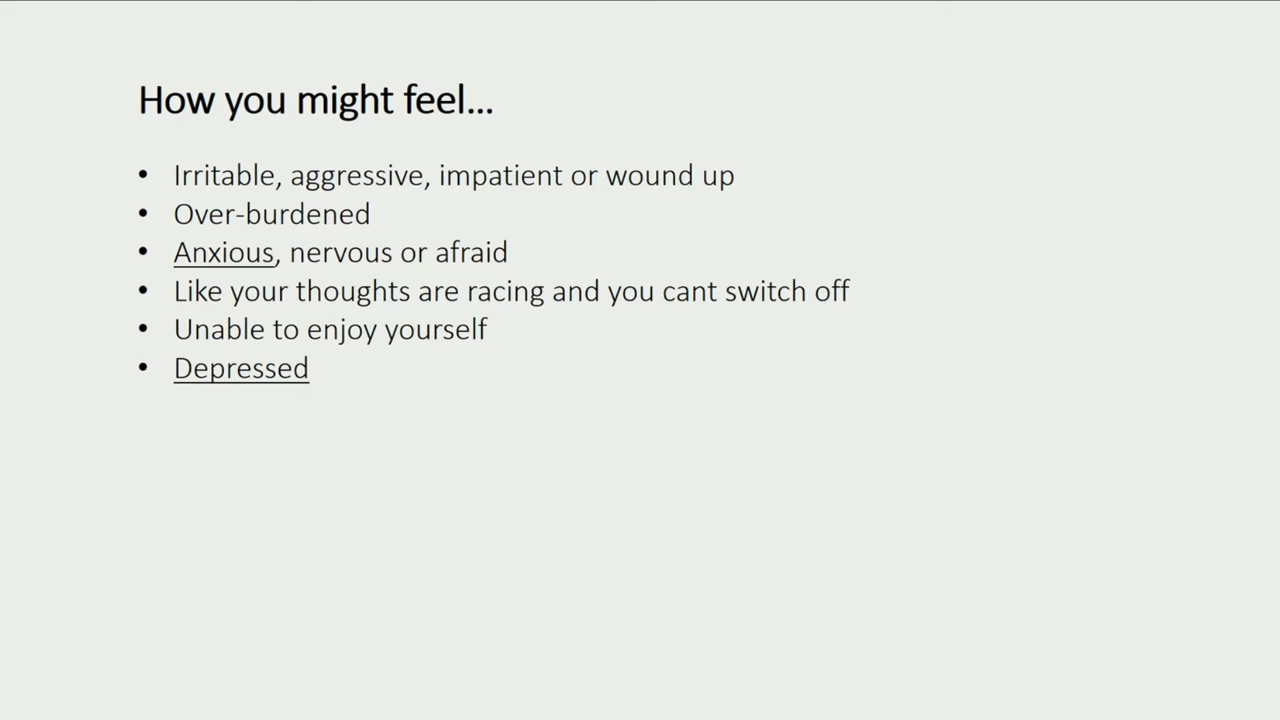 How you might feel...
• Irritable, aggressive, impatient or wound up
• Over-burdened
• Anxious, nervous or afraid
• Like your thoughts are racing and you cant switch off
• Unable to enjoy yourself
• Depressed